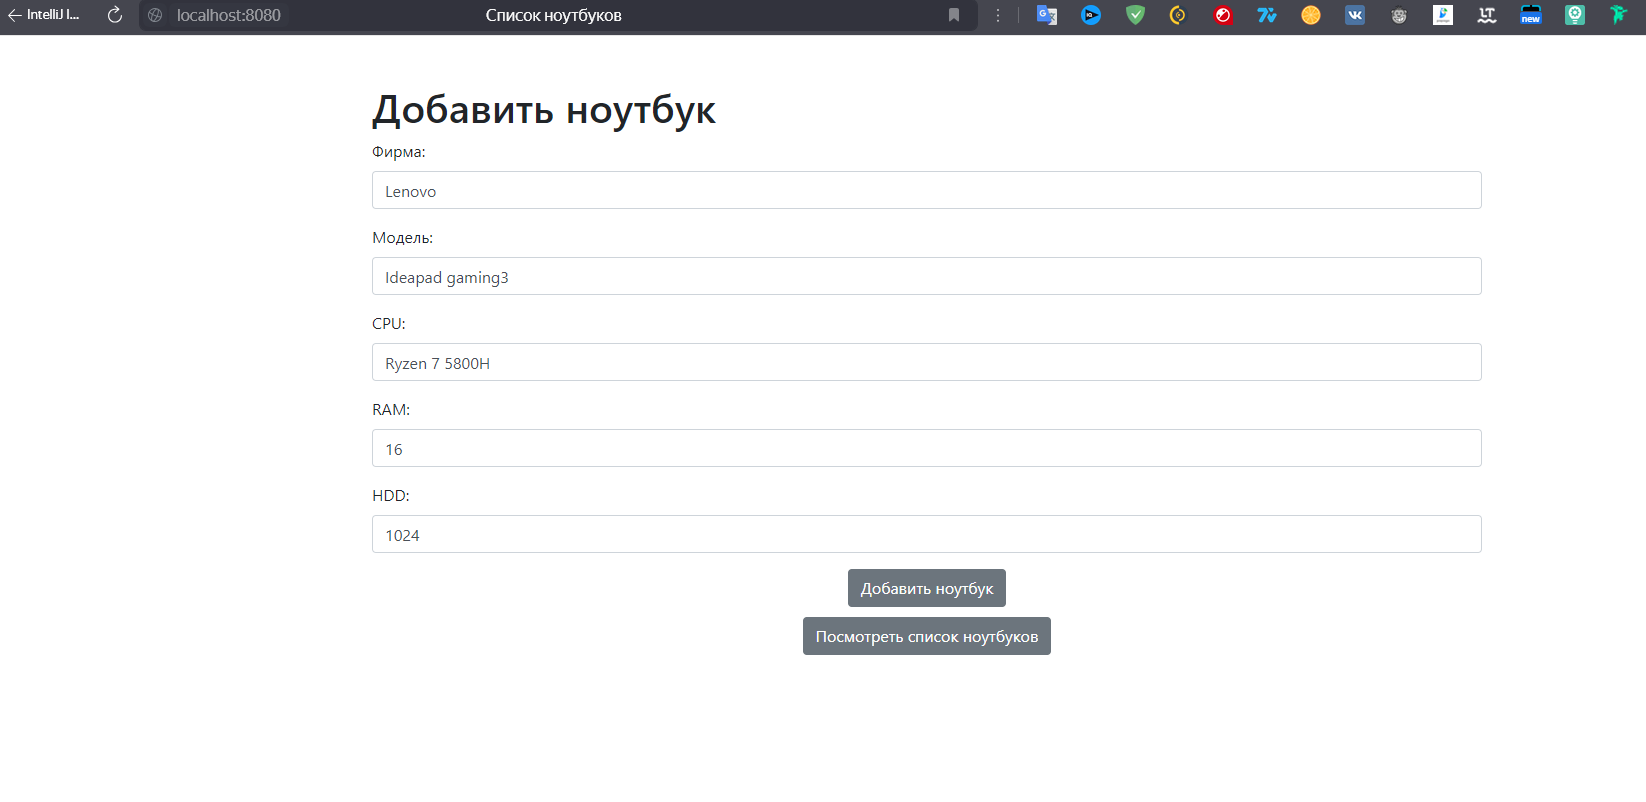 IntelliJ I... localhost:8080 Список ноутбуков
new
Добавить ноутбук
Фирма:
Lenovo
Модель:
Ideapad gaming3
CPU:
Ryzen 7 5800H
RAM:
16
HDD:
1024
Добавить ноутбук
Посмотреть список ноутбуков